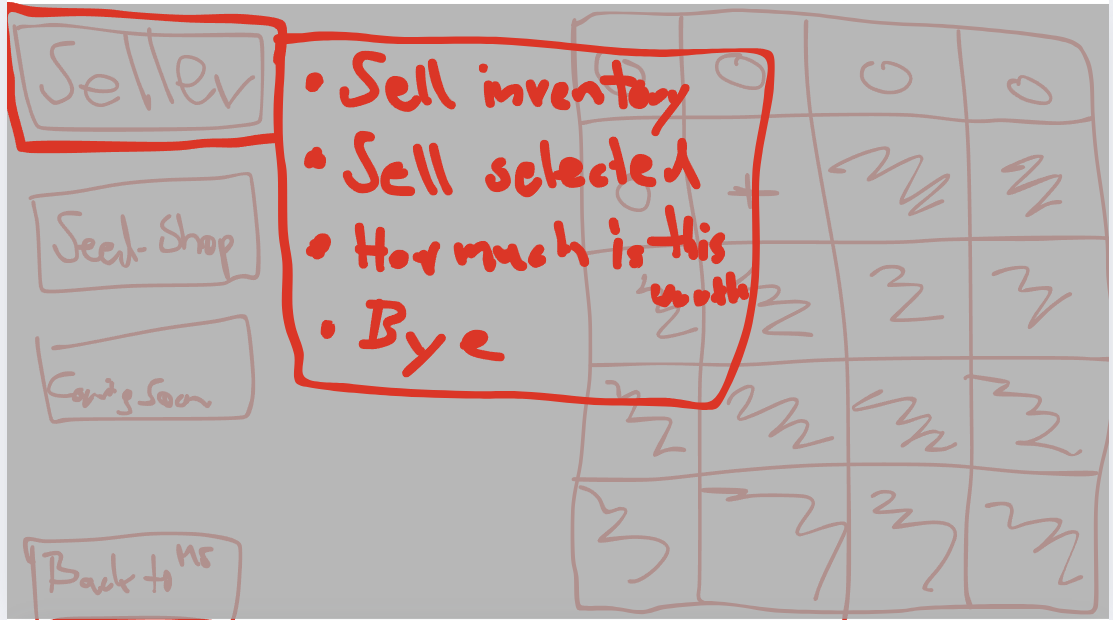 Seller
• Sell inventory
• Sell selected
• How much is this
worth
• Bye
Seed Shop
Coming Soon
Back to MS